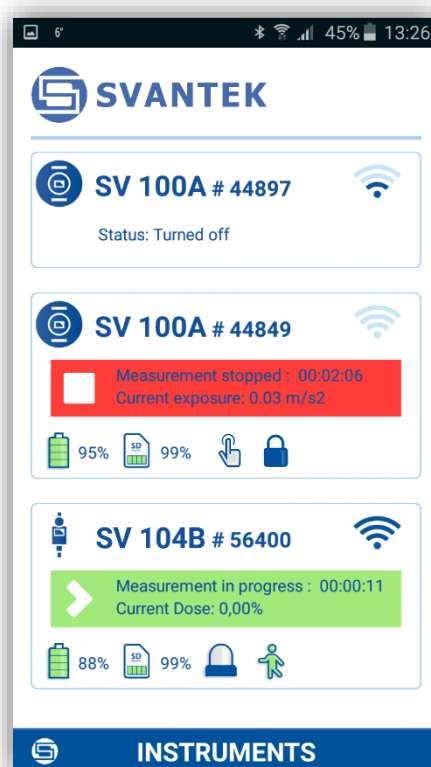 6° 45% 13:26
SVANTEK
SV 100A # 44897
Status: Turned off
SV 100A # 44849
Measurement stopped : 00:02:06
Current exposure: 0.03 m/s2
95% SD 99%
SV 104B # 56400
Measurement in progress : 00:00:11
Current Dose: 0,00%
88% SD 99%
INSTRUMENTS